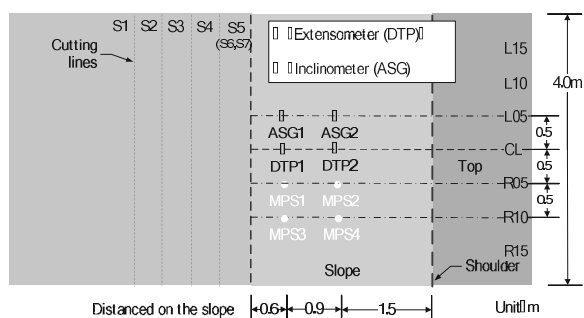 S1 S2 S3 S4 S5
(S6,S7)
Cutting
lines
Extensometer (DTP)
Inclinometer (ASG)
L15
L10
L05
CL
R05
R10
R15
4.0m
0.5
0.5
0.5
ASG1 ASG2
DTP1 DTP2
MPS1 MPS2
MPS3 MPS4
Top
Slope
Shoulder
Distanced on the slope
0.6 0.9 1.5
Unit m